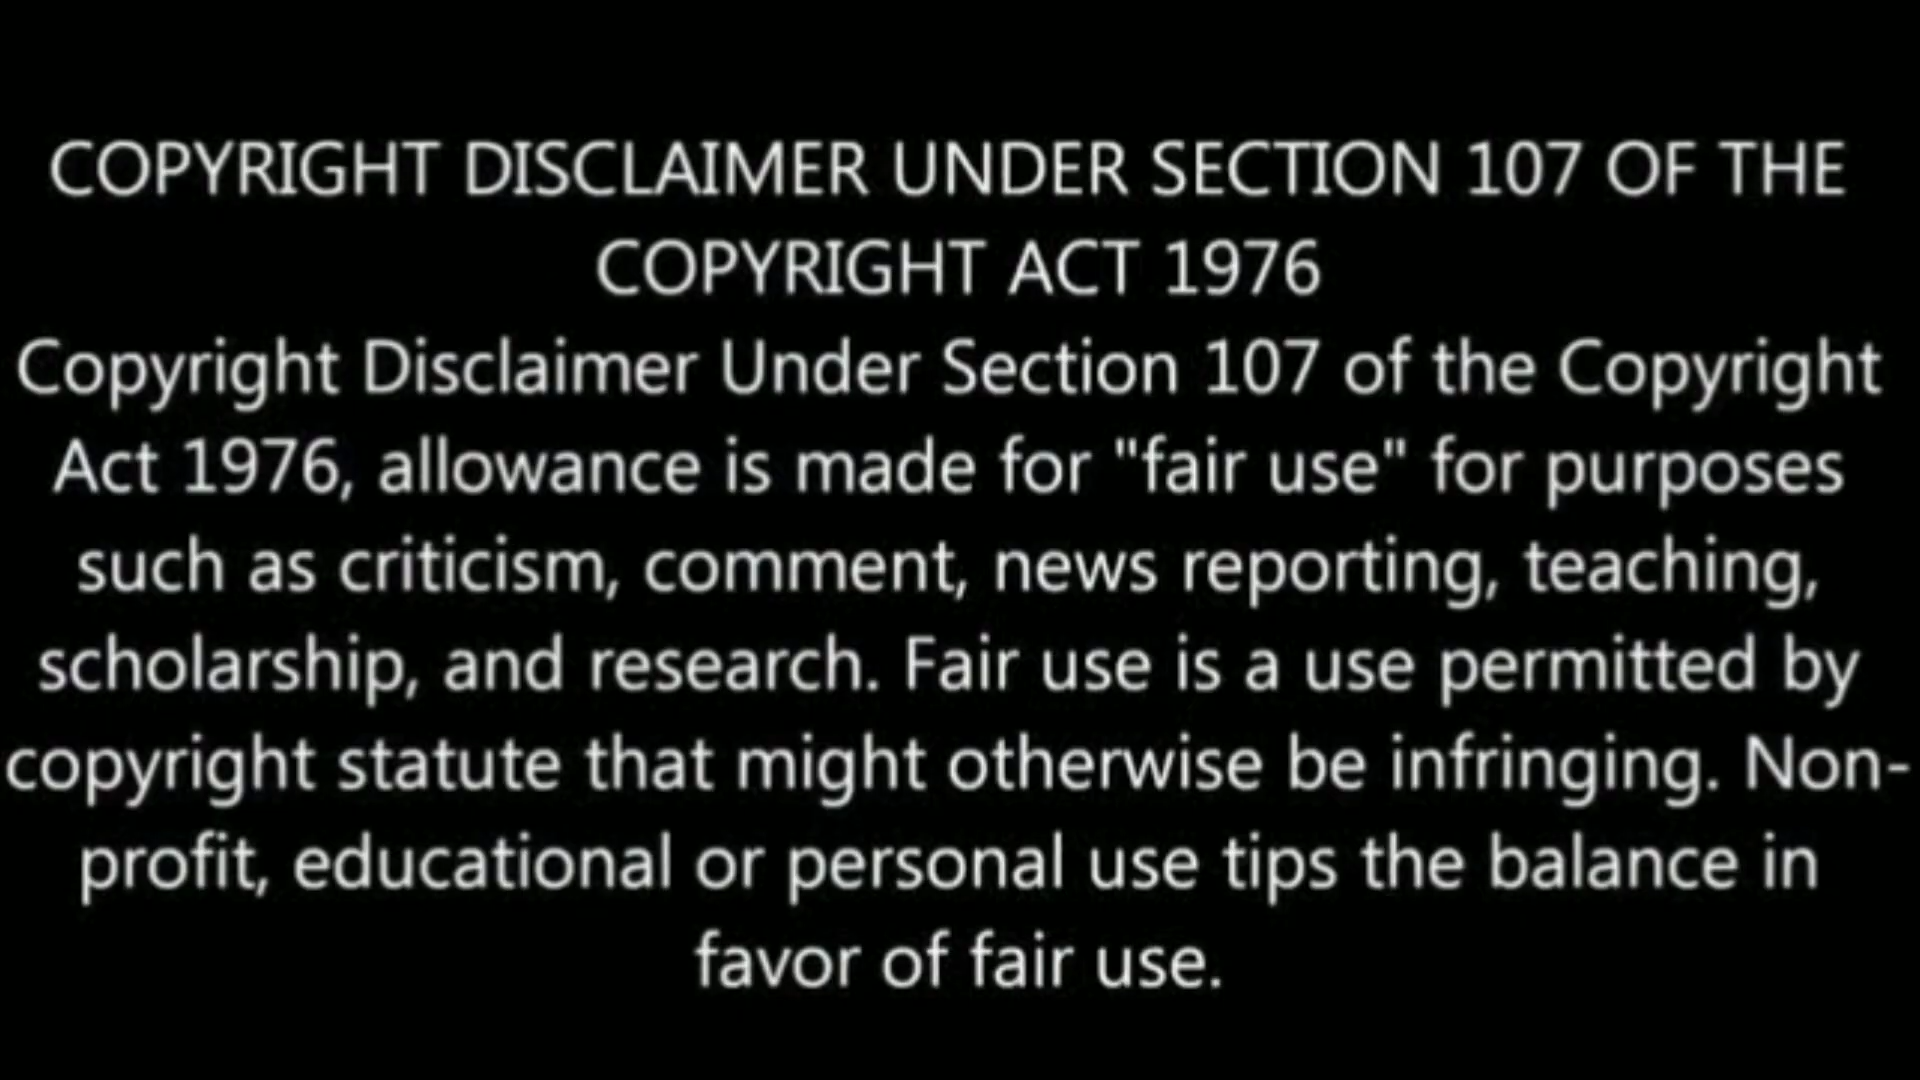 COPYRIGHT DISCLAIMER UNDER SECTION 107 OF THE
COPYRIGHT ACT 1976
Copyright Disclaimer Under Section 107 of the Copyright
Act 1976, allowance is made for "fair use" for purposes
such as criticism, comment, news reporting, teaching,
scholarship, and research. Fair use is a use permitted by
copyright statute that might otherwise be infringing. Non-
profit, educational or personal use tips the balance in
favor of fair use.